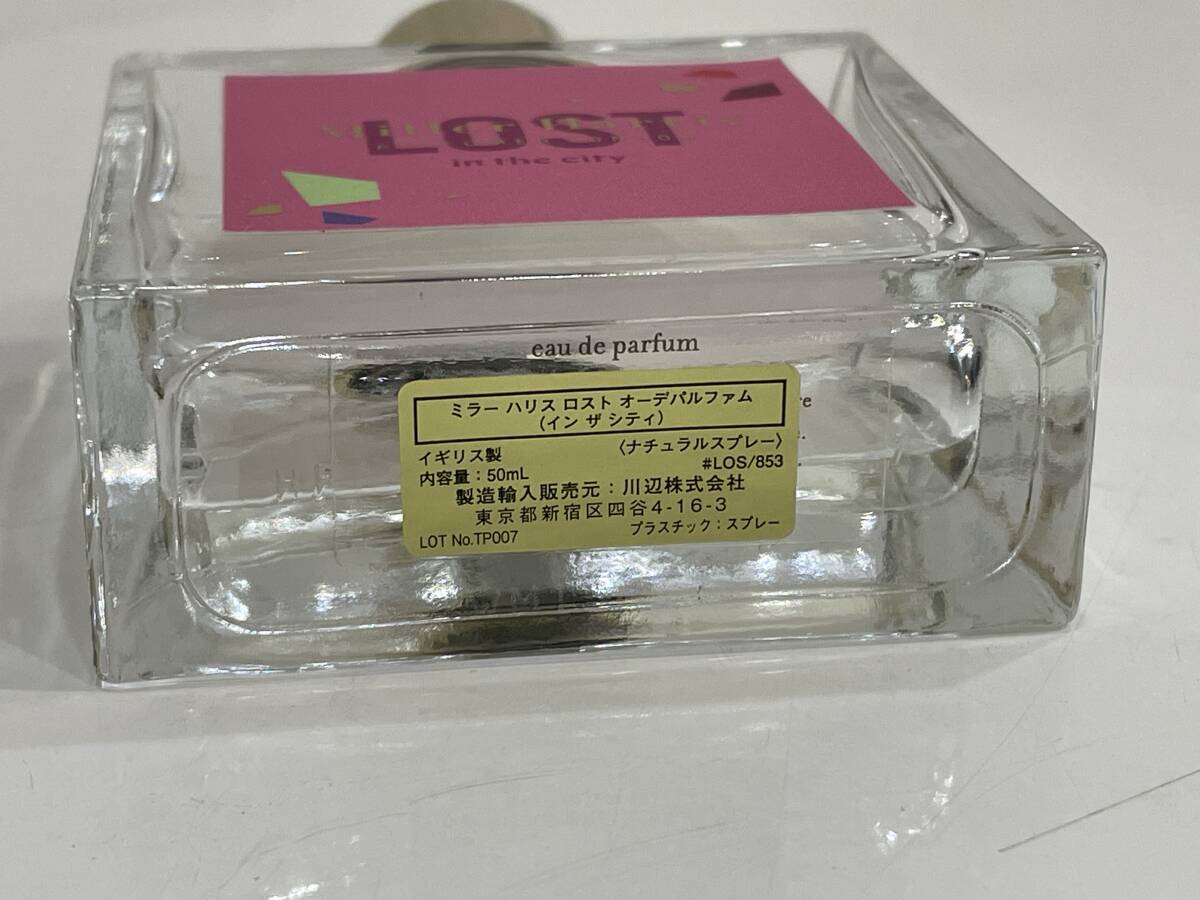 LOST
in the city
eau de parfum
ミラー ハリス ロスト オーデパルファム
（イン ザ シティ）
イギリス製 〈ナチュラルスプレー〉
内容量：50mL #LOS/853
製造輸入販売元：川辺株式会社
東京都新宿区四谷4-16-3
LOT No.TP007 プラスチック：スプレー